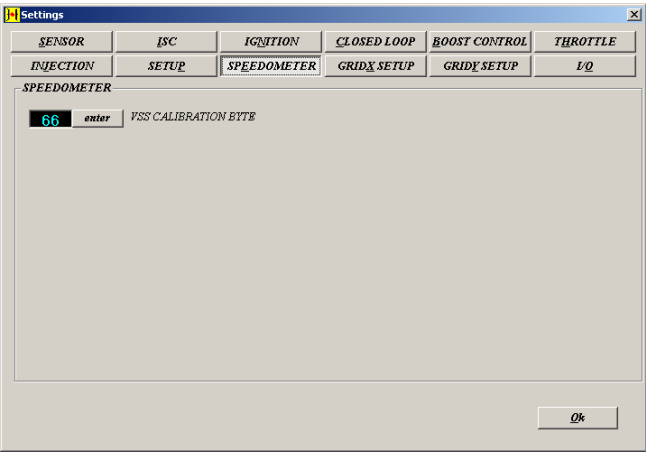 Settings
SENSOR ISC IGNITION CLOSED LOOP BOOST CONTROL THROTTLE
INJECTION SETUP SPEEDOMETER GRIDX SETUP GRIDY SETUP I/O
SPEEDOMETER
66 enter VSS CALIBRATION BYTE
Ok